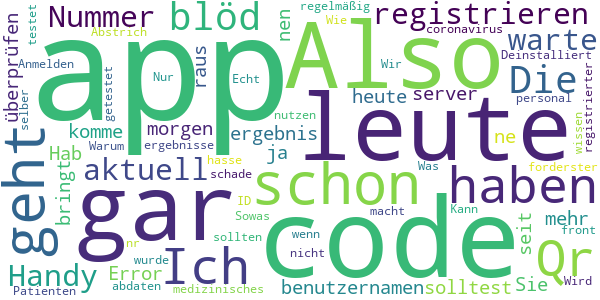 Nummer
blöd
nen
regelmäßig
Wie
registrieren
testet
Abstrich
app
Also
coronavirus
warte
überprüfen
Anmelden
raus
Nur
Echt
Wir
Die
Deinstalliert
personal
selber
getestet
komme
morgen
ergebnis
heute
server
leute
registrierter
geht
Hab
Warum
ergebnisse
ja
nutzen
ne
wissen
bringt
aktuell
hasse
schade
Was
forderster
gar
schon
haben
code
ID
Sowas
macht
Kann
seit
mehr
front
Qr
Ich
sollten
wenn
nicht
Handy
Error
nr
wurde
abdaten
Patienten
medizinisches
benutzernamen
solltest
Sie
Wird